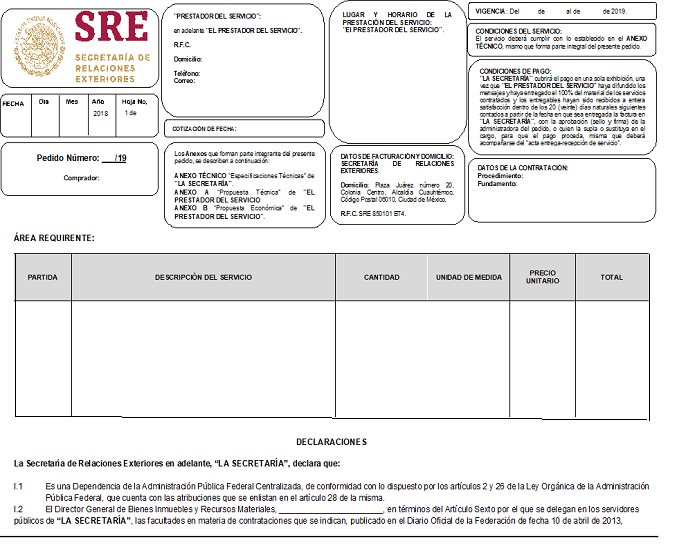 SRE
SECRETARÍA DE
RELACIONES
EXTERIORES
FECHA Dia Mes Año Hoja No,
2018 1 de
Pedido Número: ___/19
Comprador:
"PRESTADOR DEL SERVICIO":
en adelante "EL PRESTADOR DEL SERVICIO".
R.F.C.
Domicilio:
Teléfono:
Correo:
COTIZACIÓN DE FECHA:
Los Anexos que forman parte integrante del presente
pedido, se describen a continuación:
ANEXO TÉCNICO "Especificaciones Técnicas" de
"LA SECRETARÍA".
ANEXO A "Propuesta Técnica" de "EL
PRESTADOR DEL SERVICIO
ANEXO B "Propuesta Económica" de "EL
PRESTADOR DEL SERVICIO".
LUGAR Y HORARIO DE LA
PRESTACIÓN DEL SERVICIO:
"El PRESTADOR DEL SERVICIO".
DATOS DE FACTURACIÓN Y DOMICILIO:
SECRETARÍA DE RELACIONES
EXTERIORES.
Domicilio: Plaza Juárez número 20,
Colonia Centro, Alcaldía Cuauhtémoc,
Código Postal 06010, Ciudad de México,
R.F.C. SRE 850101 BT4.
VIGENCIA: Del de al de de 2019.
CONDICIONES DEL SERVICIO:
El servicio deberá cumplir con lo establecido en el ANEXO
TÉCNICO, mismo que forma parte integral del presente pedido.
CONDICIONES DE PAGO:
"LA SECRETARÍA" cubrirá el pago en una sola exhibición, una
vez que "EL PRESTADOR DEL SERVICIO" haya difundido los
mensajes y haya entregado el 100% del material de los servicios
contratados y los entregables hayan sido recibidos a entera
satisfacción dentro de los 20 (veinte) días naturales siguientes
contados a partir de la fecha en que sea entregada la factura en
"LA SECRETARÍA", con la aprobación (sello y firma) de la
administradora del pedido, o quien la supla o sustituya en el
cargo, para que el pago proceda, misma que deberá
acompañarse del "acta entrega-recepción de servicio".
DATOS DE LA CONTRATACIÓN:
Procedimiento:
Fundamento:
ÁREA REQUIRENTE:
PARTIDA DESCRIPCIÓN DEL SERVICIO CANTIDAD UNIDAD DE MEDIDA PRECIO UNITARIO TOTAL
DECLARACIONES
La Secretaría de Relaciones Exteriores en adelante, "LA SECRETARÍA", declara que:
I.1 Es una Dependencia de la Administración Pública Federal Centralizada, de conformidad con lo dispuesto por los artículos 2 y 26 de la Ley Orgánica de la Administración
Pública Federal, que cuenta con las atribuciones que se enlistan en el artículo 28 de la misma.
I.2 El Director General de Bienes Inmuebles y Recursos Materiales, ______________________, en términos del Artículo Sexto por el que se delegan en los servidores
públicos de "LA SECRETARÍA", las facultades en materia de contrataciones que se indican, publicado en el Diario Oficial de la Federación de fecha 10 de abril de 2013,